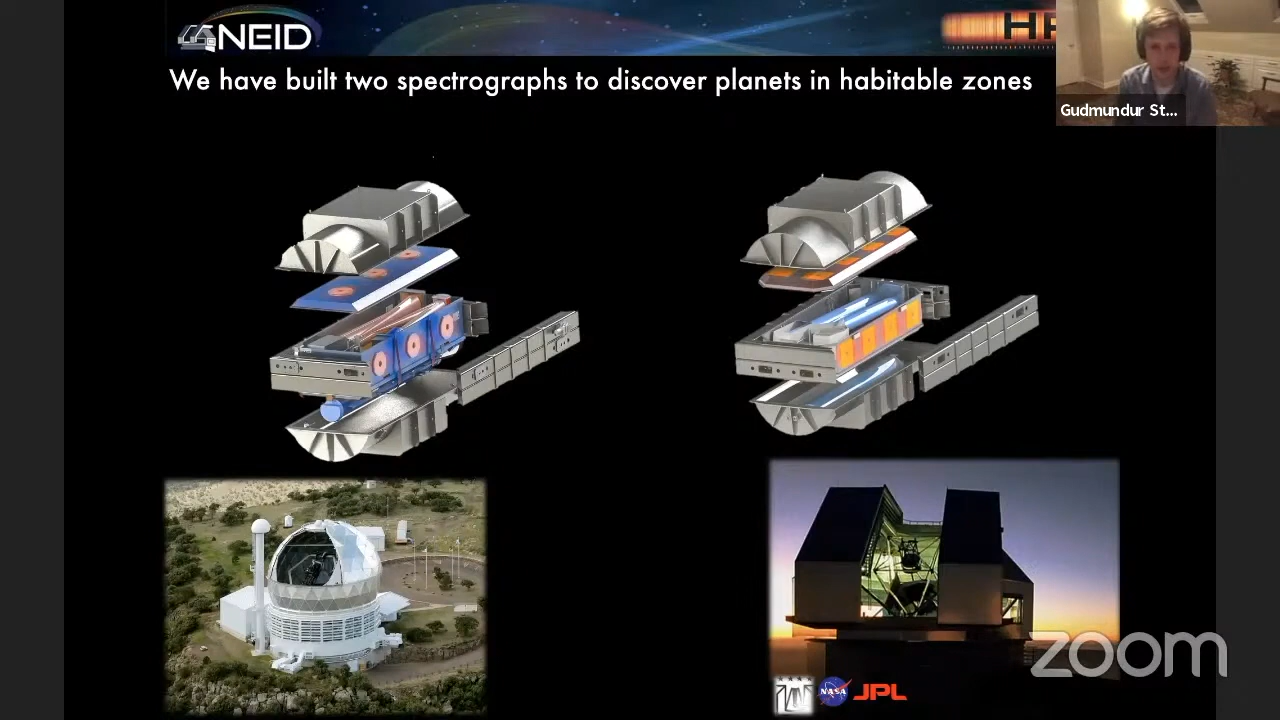 NEID
HP
We have built two spectrographs to discover planets in habitable zones
Gudmundur St...
NASA
JPL
zoom